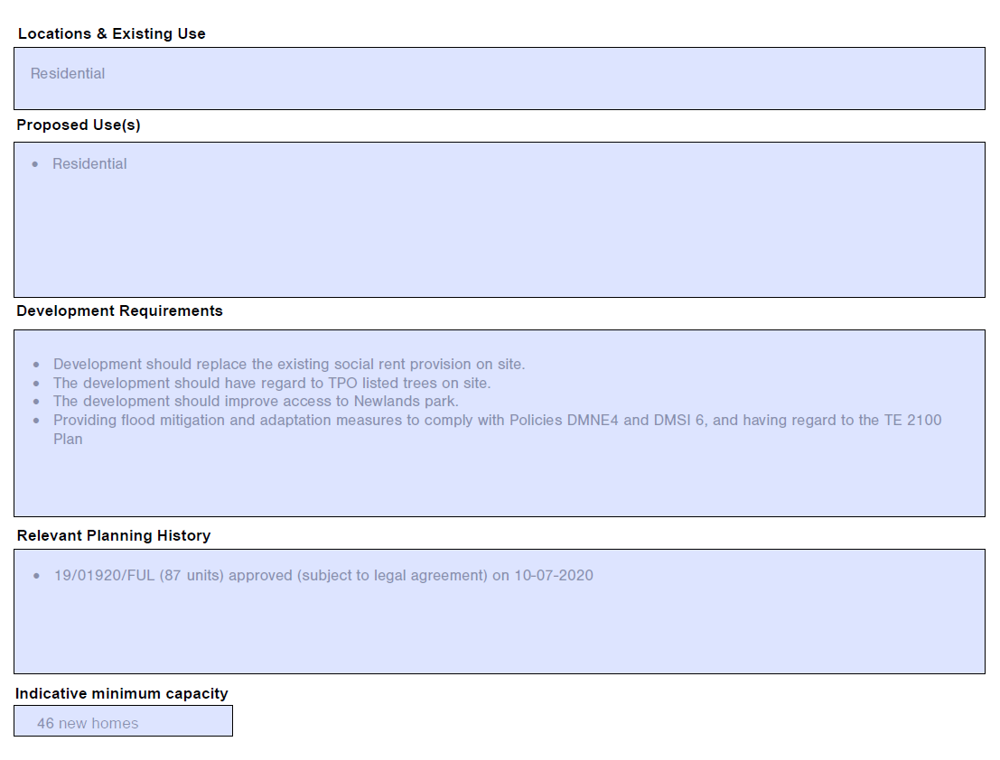 Locations & Existing Use
Residential
Proposed Use(s)
• Residential
Development Requirements
• Development should replace the existing social rent provision on site.
• The development should have regard to TPO listed trees on site.
• The development should improve access to Newlands park.
• Providing flood mitigation and adaptation measures to comply with Policies DMNE4 and DMSI 6, and having regard to the TE 2100
Plan
Relevant Planning History
• 19/01920/FUL (87 units) approved (subject to legal agreement) on 10-07-2020
Indicative minimum capacity
46 new homes